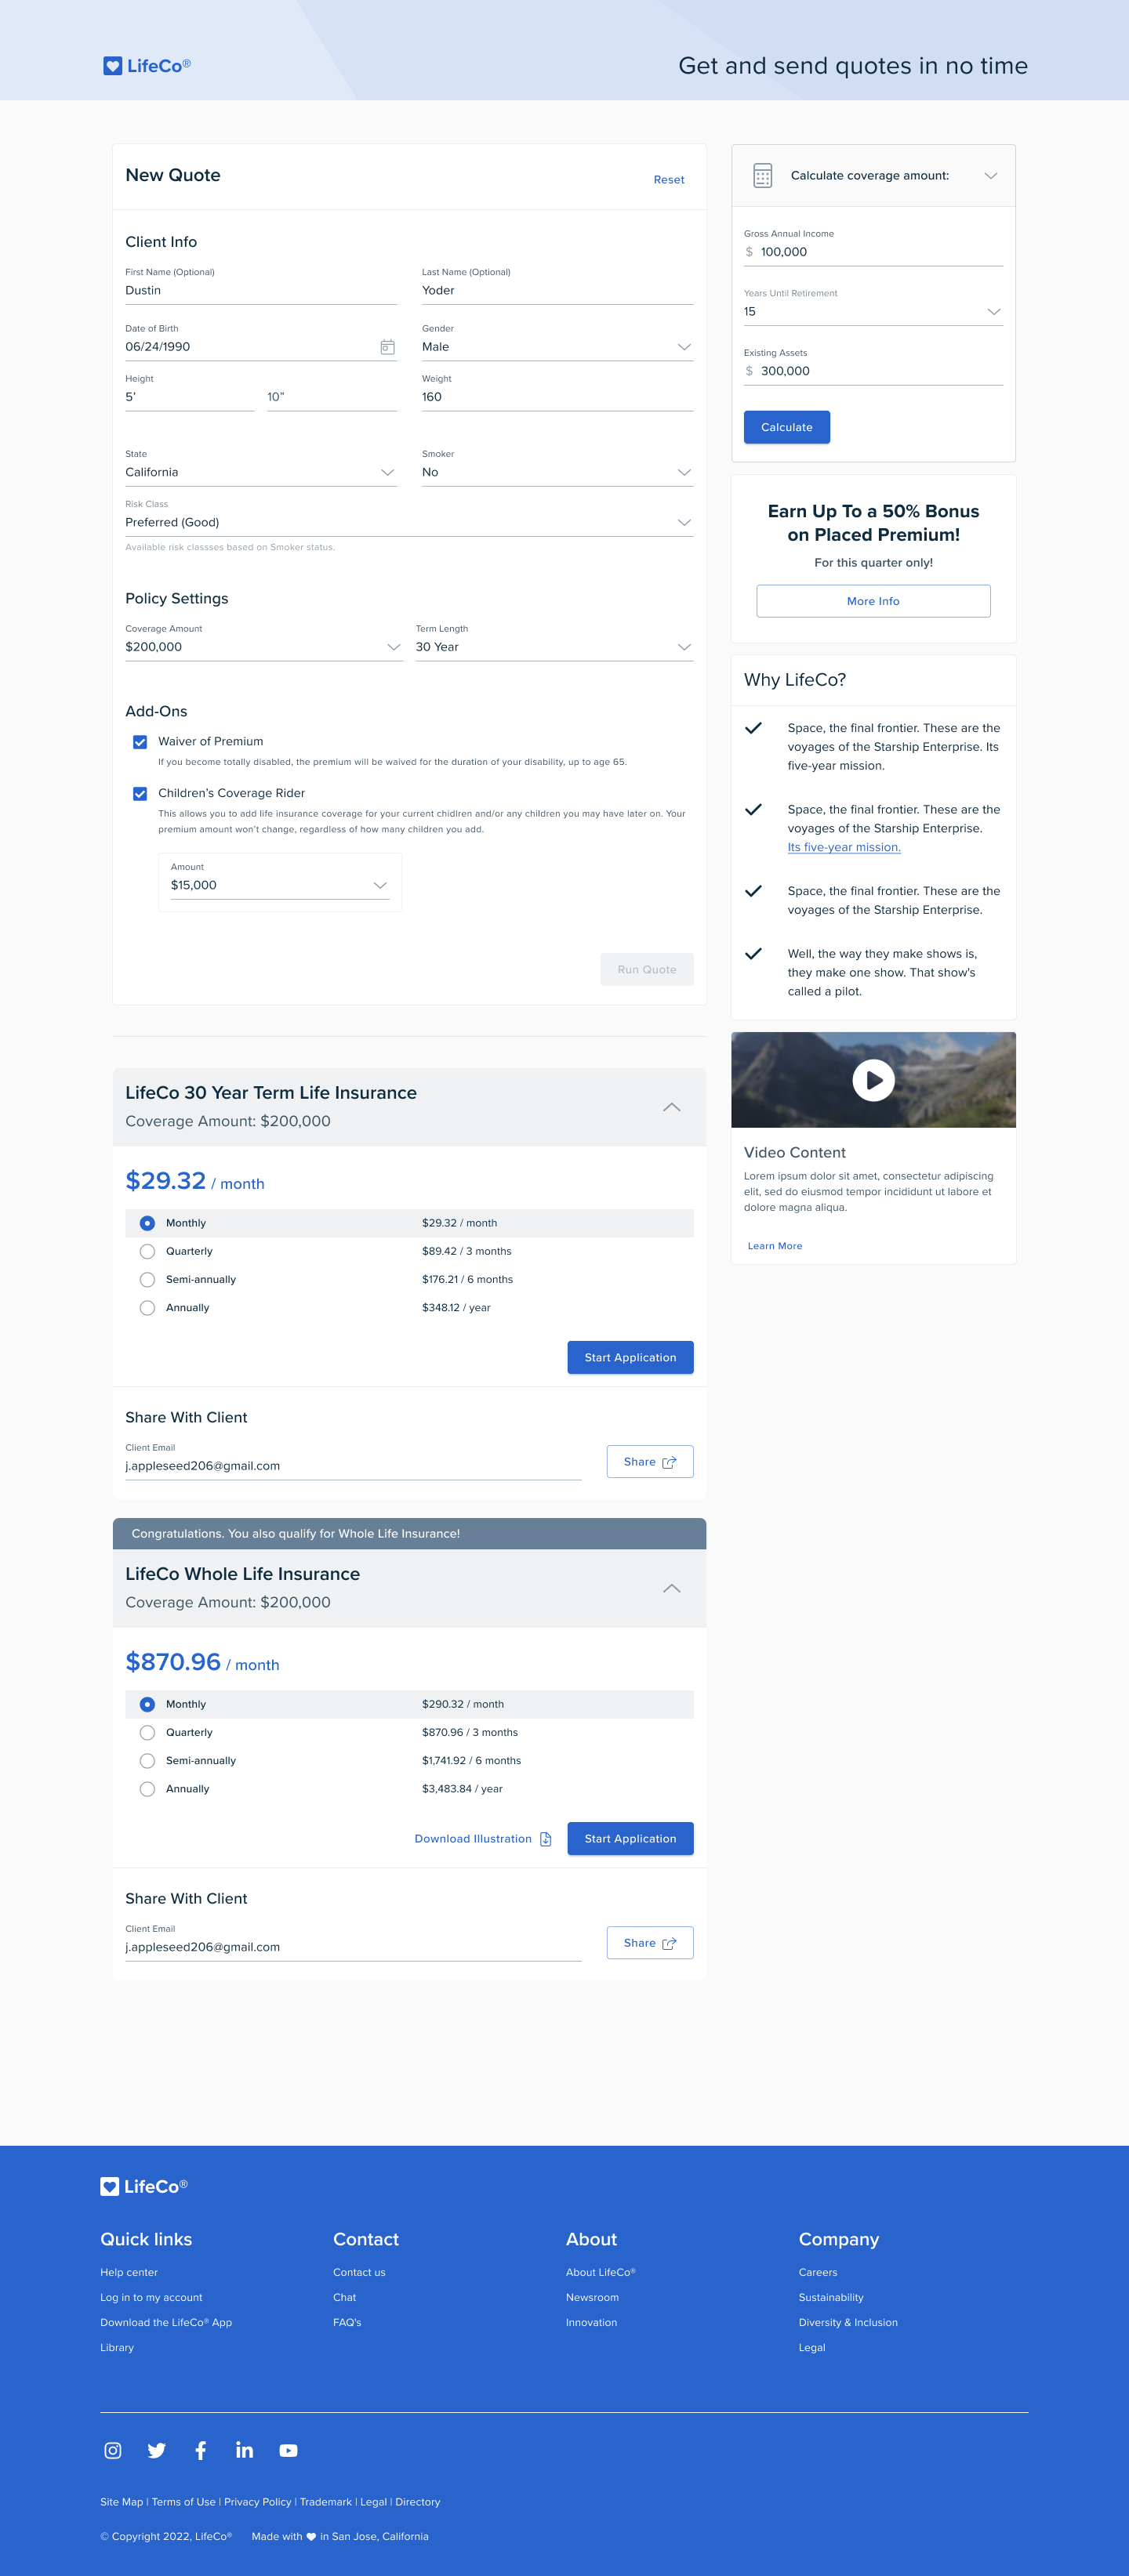 LifeCo®
Get and send quotes in no time
New Quote
Reset
Client Info
First Name (Optional)
Dustin
Last Name (Optional)
Yoder
Date of Birth
06/24/1990
Gender
Male
Height
5'
10"
Weight
160
State
California
Smoker
No
Risk Class
Preferred (Good)
Available risk classses based on Smoker status.
Policy Settings
Coverage Amount
$200,000
Term Length
30 Year
Add-Ons
Waiver of Premium
If you become totally disabled, the premium will be waived for the duration of your disability, up to age 65.
Children's Coverage Rider
This allows you to add life insurance coverage for your current chidlren and/or any children you may have later on. Your
premium amount won't change, regardless of how many children you add.
Amount
$15,000
Run Quote
Calculate coverage amount:
Gross Annual Income
$ 100,000
Years Until Retirement
15
Existing Assets
$ 300,000
Calculate
Earn Up To a 50% Bonus
on Placed Premium!
For this quarter only!
More Info
Why LifeCo?
Space, the final frontier. These are the
voyages of the Starship Enterprise. Its
five-year mission.
Space, the final frontier. These are the
voyages of the Starship Enterprise.
Its five-year mission.
Space, the final frontier. These are the
voyages of the Starship Enterprise.
Well, the way they make shows is,
they make one show. That show's
called a pilot.
Video Content
Lorem ipsum dolor sit amet, consectetur adipiscing
elit, sed do eiusmod tempor incididunt ut labore et
dolore magna aliqua.
Learn More
LifeCo 30 Year Term Life Insurance
Coverage Amount: $200,000
$29.32 / month
Monthly $29.32 / month
Quarterly $89.42 / 3 months
Semi-annually $176.21 / 6 months
Annually $348.12 / year
Start Application
Share With Client
Client Email
j.appleseed206@gmail.com
Share
Congratulations. You also qualify for Whole Life Insurance!
LifeCo Whole Life Insurance
Coverage Amount: $200,000
$870.96 / month
Monthly $290.32 / month
Quarterly $870.96 / 3 months
Semi-annually $1,741.92 / 6 months
Annually $3,483.84 / year
Download Illustration
Start Application
Share With Client
Client Email
j.appleseed206@gmail.com
Share
LifeCo®
Quick links
Help center
Log in to my account
Download the LifeCo® App
Library
Contact
Contact us
Chat
FAQ's
About
About LifeCo®
Newsroom
Innovation
Company
Careers
Sustainability
Diversity & Inclusion
Legal
Site Map | Terms of Use | Privacy Policy | Trademark | Legal | Directory
© Copyright 2022, LifeCo® Made with ♥ in San Jose, California